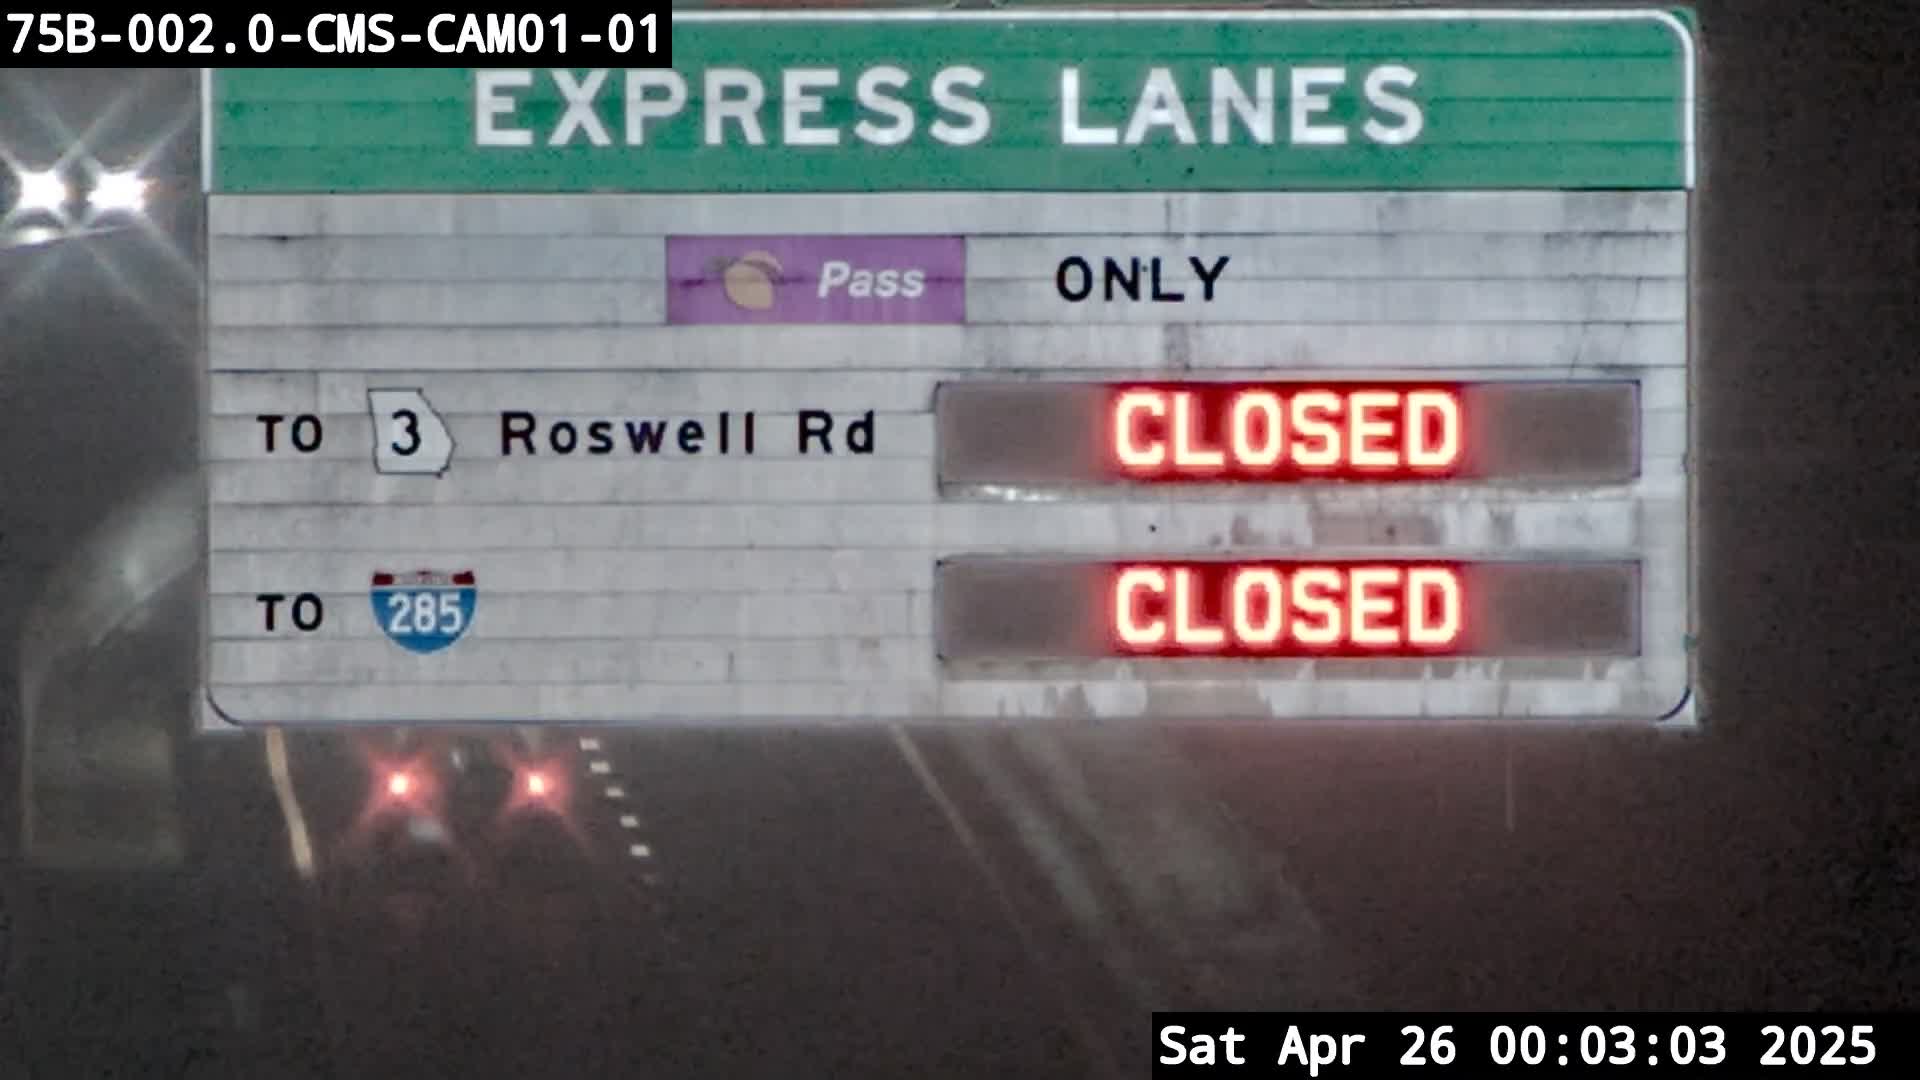 75B-002.0-CMS-CAM01-01
EXPRESS LANES
Pass ONLY
TO 3 Roswell Rd CLOSED
TO 285 CLOSED
Sat Apr 26 00:03:03 2025